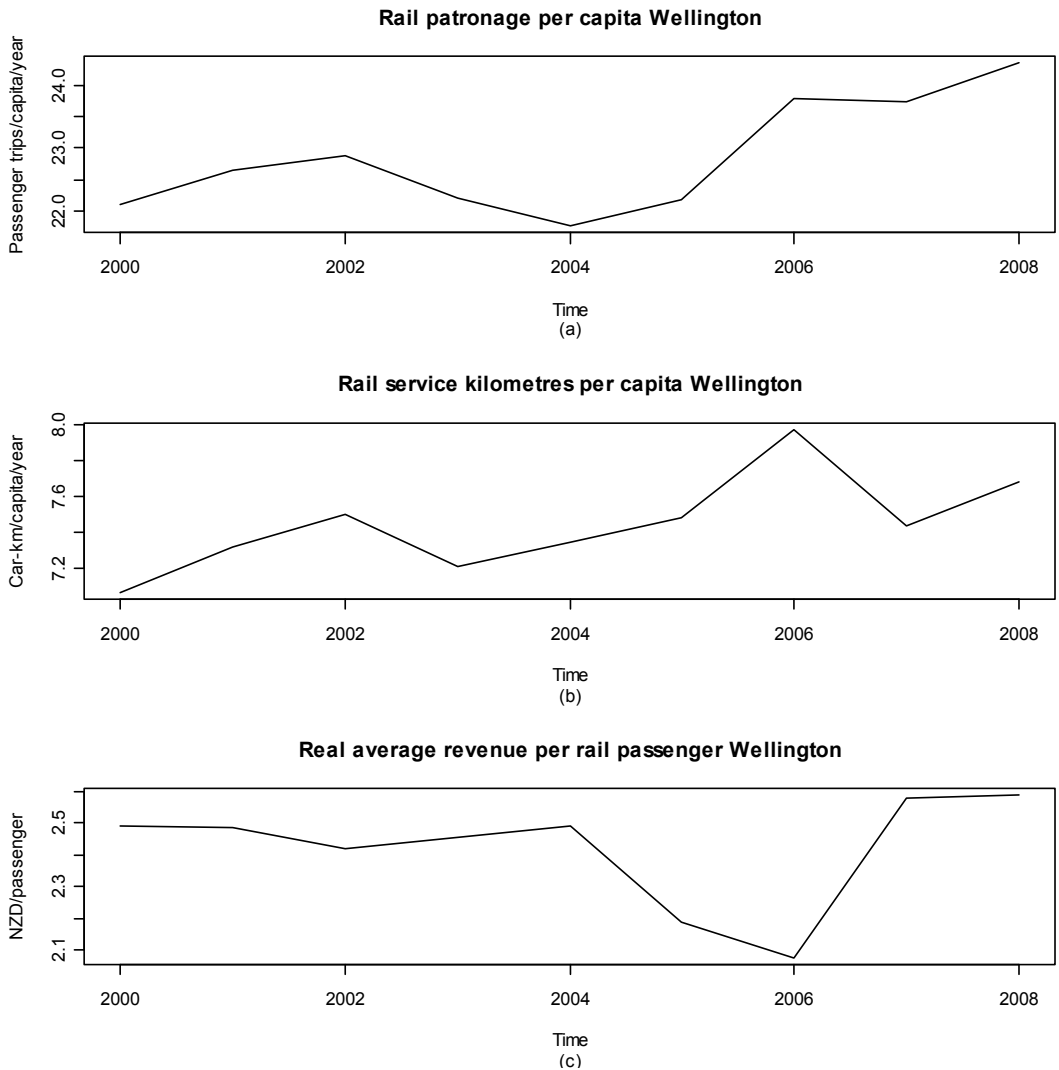 Rail patronage per capita Wellington
Passenger trips/capita/year
24.0
23.0
22.0
2000 2002 2004 2006 2008
Time
(a)
Rail service kilometres per capita Wellington
Car-km/capita/year
8.0
7.6
7.2
2000 2002 2004 2006 2008
Time
(b)
Real average revenue per rail passenger Wellington
NZD/passenger
2.5
2.3
2.1
2000 2002 2004 2006 2008
Time
(c)